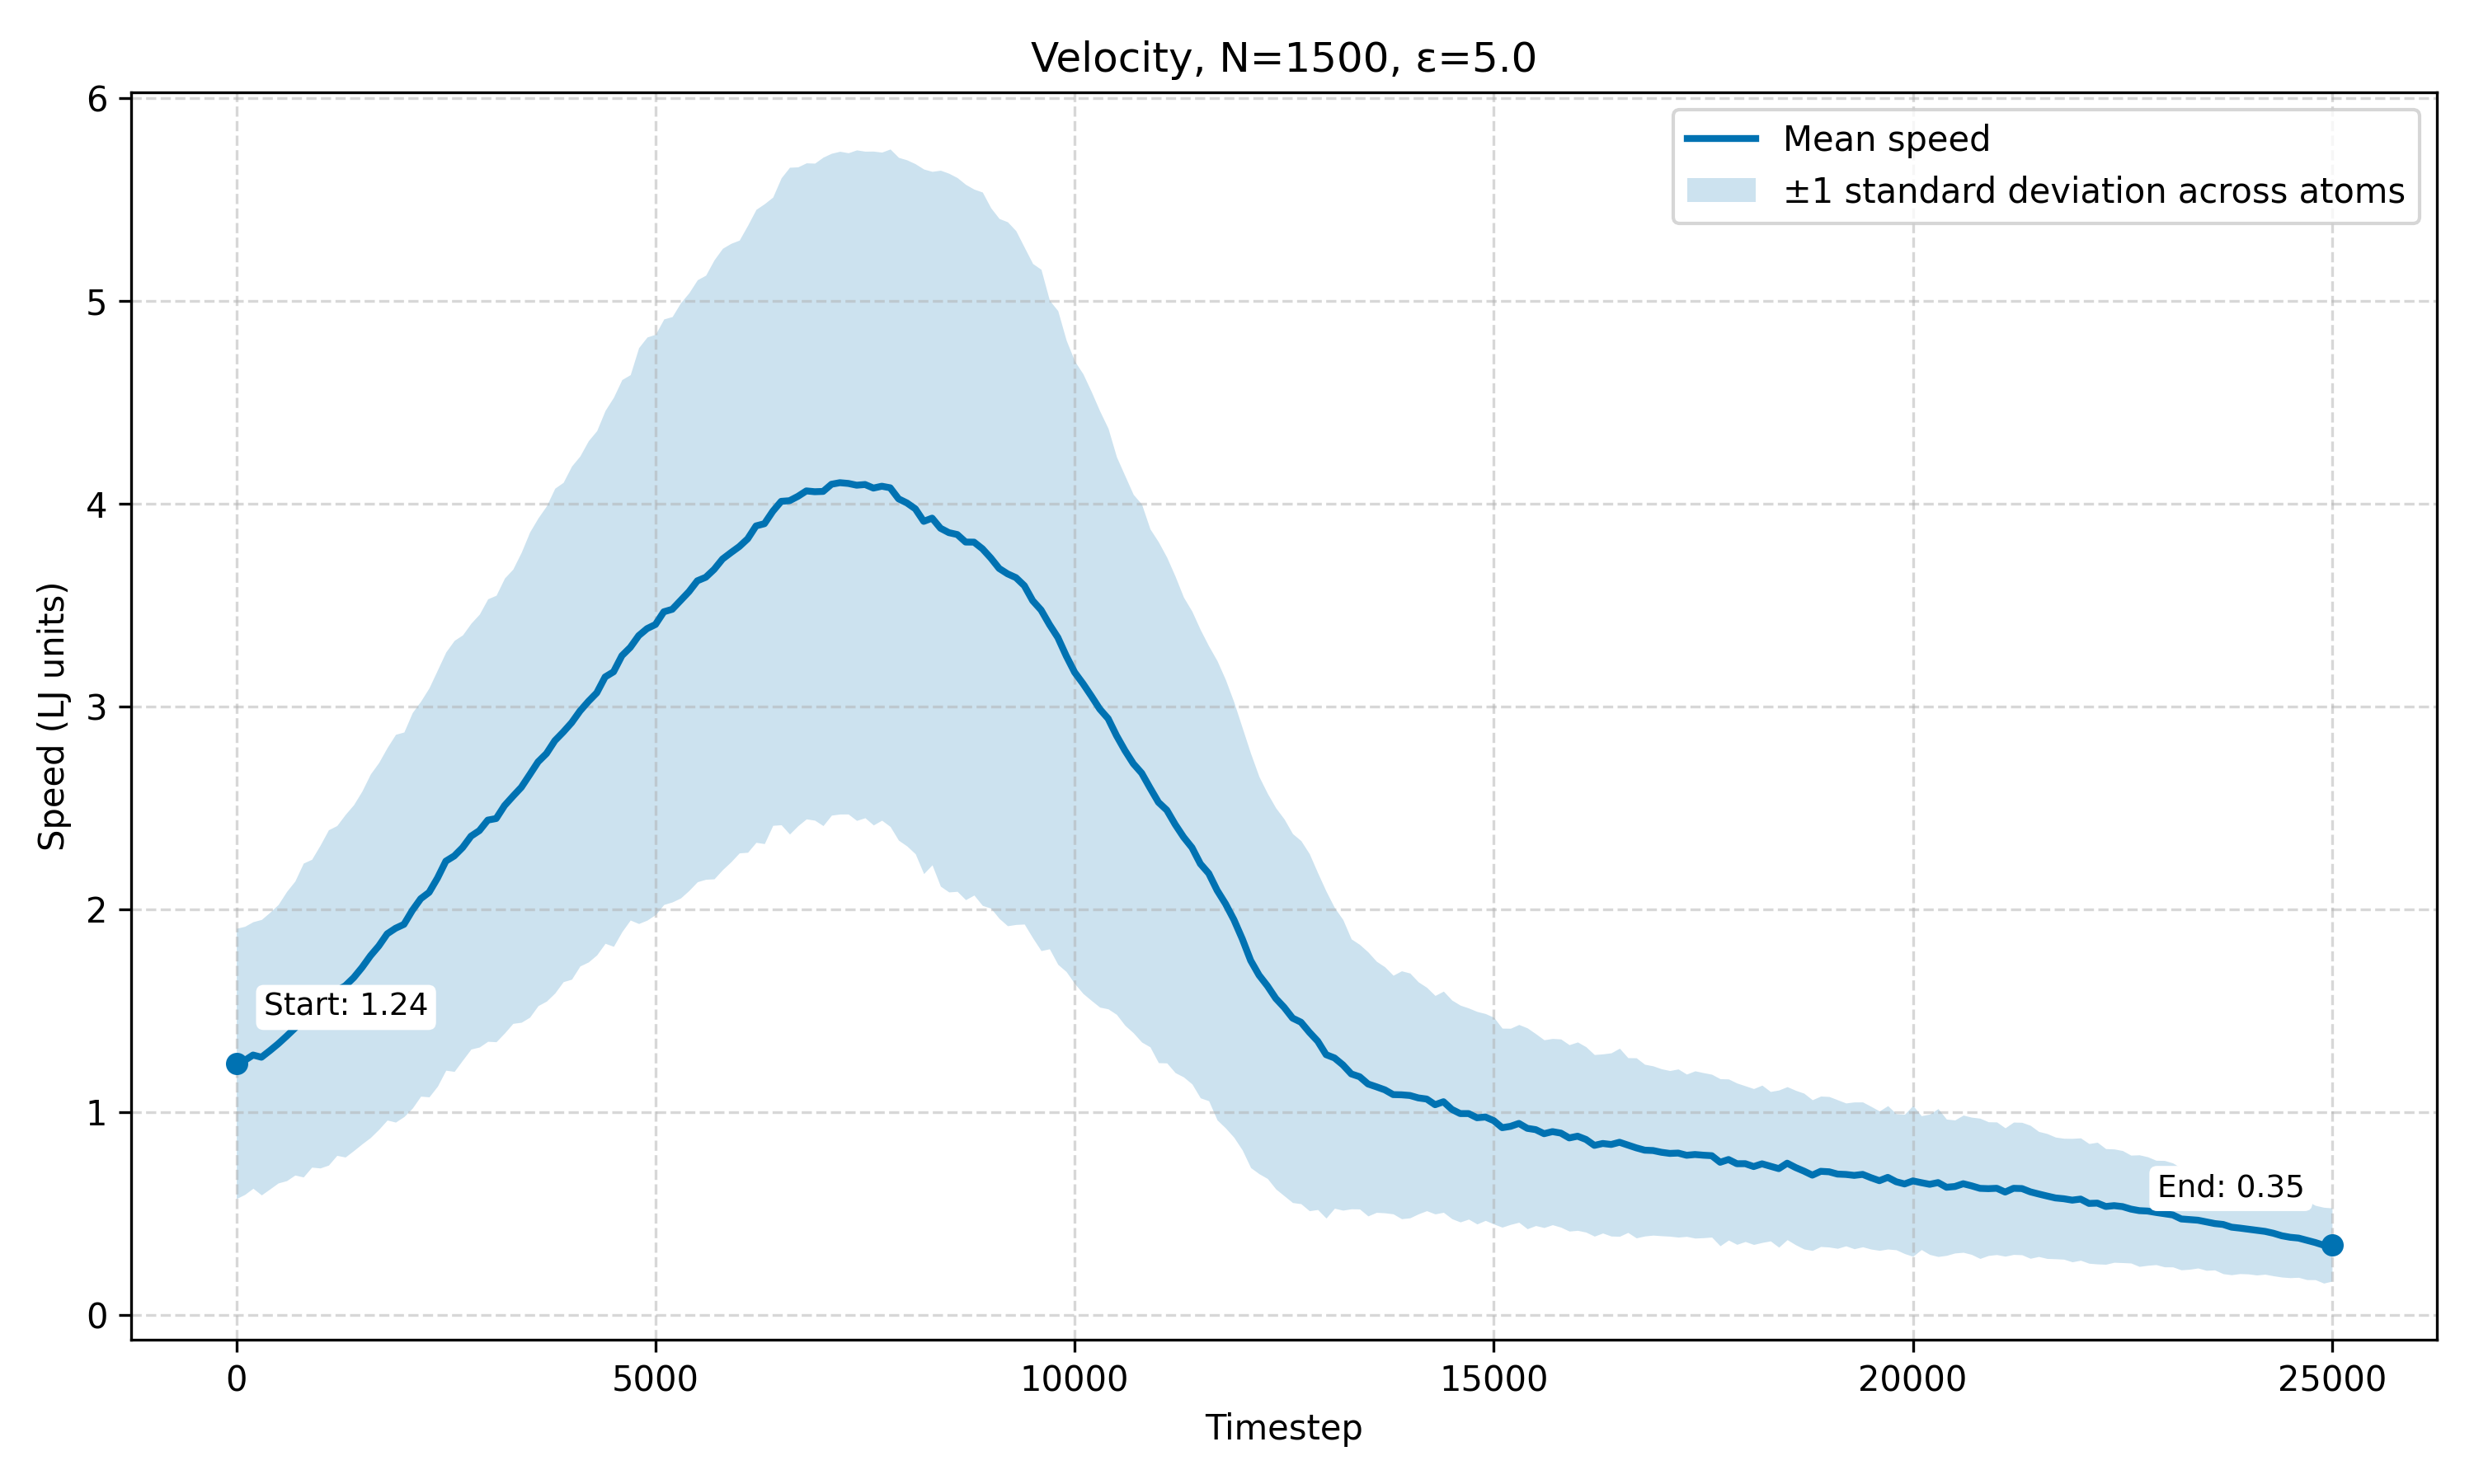 Velocity, N=1500, ε=5.0
Mean speed
±1 standard deviation across atoms
Speed (LJ units)
6
5
4
3
2
1
0
Start: 1.24
End: 0.35
0 5000 10000 15000 20000 25000
Timestep